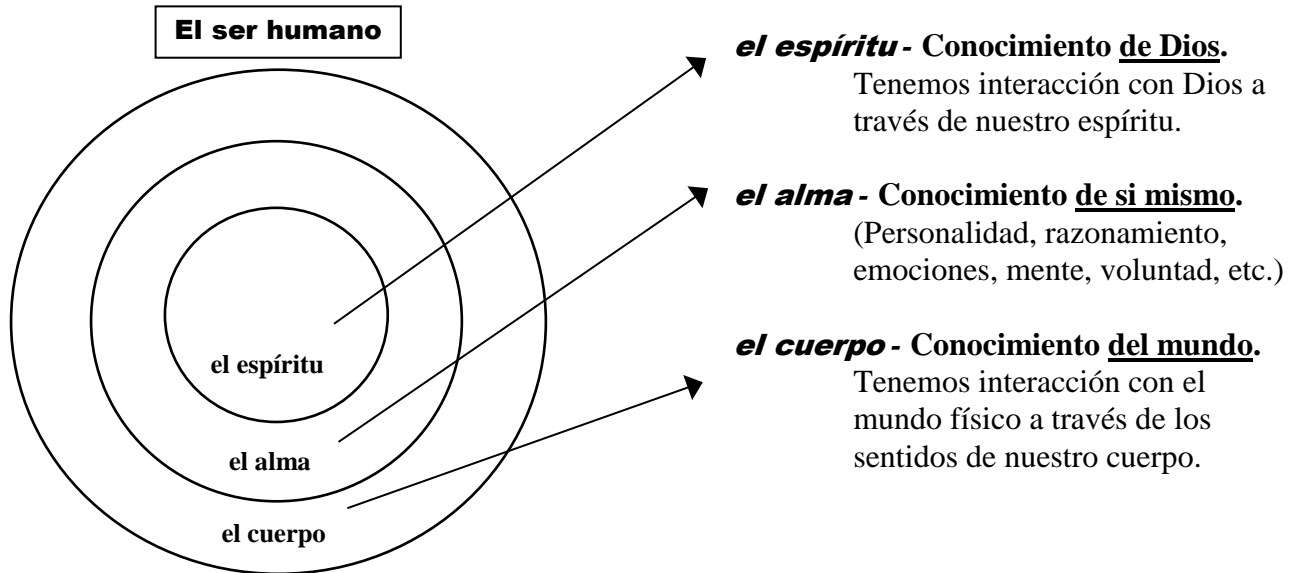 El ser humano
el espíritu - Conocimiento de Dios.
Tenemos interacción con Dios a
través de nuestro espíritu.
el alma - Conocimiento de si mismo.
(Personalidad, razonamiento,
emociones, mente, voluntad, etc.)
el cuerpo - Conocimiento del mundo.
Tenemos interacción con el
mundo físico a través de los
sentidos de nuestro cuerpo.
el espíritu
el alma
el cuerpo